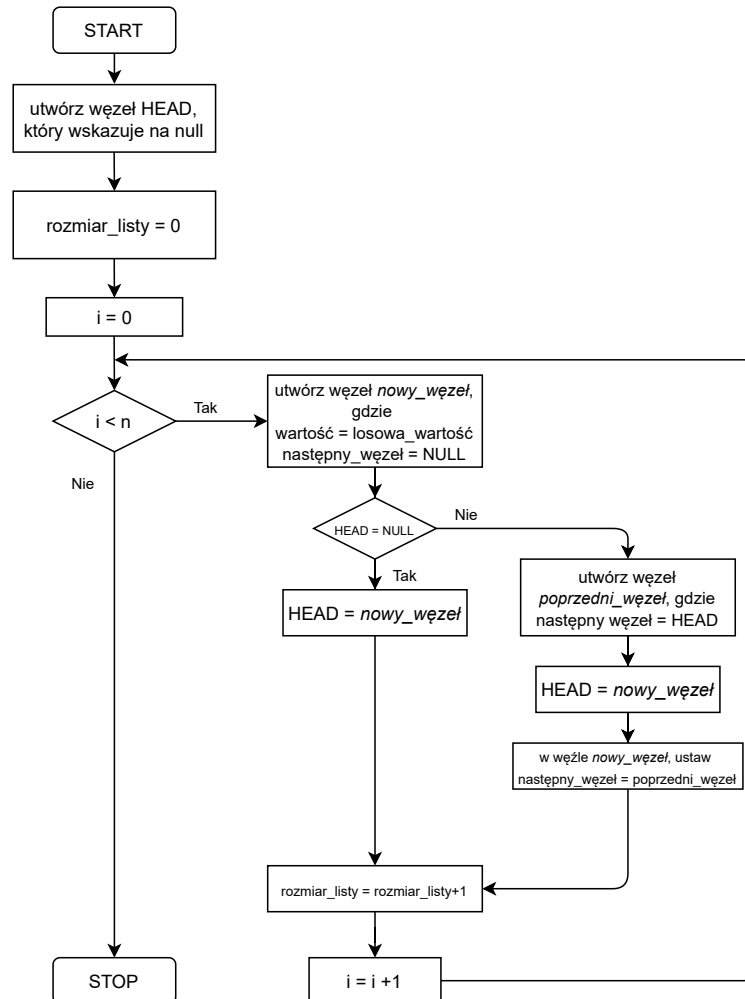 START
utwórz węzeł HEAD,
który wskazuje na null
rozmiar_listy = 0
i = 0
i < n
Tak
Nie
utwórz węzeł nowy_węzeł,
gdzie
wartość = losowa_wartość
następny_węzeł = NULL
HEAD = NULL
Nie
Tak
HEAD = nowy_węzeł
utwórz węzeł
poprzedni_węzeł, gdzie
następny węzeł = HEAD
HEAD = nowy_węzeł
w węźle nowy_węzeł, ustaw
następny_węzeł = poprzedni_węzeł
rozmiar_listy = rozmiar_listy+1
i = i +1
STOP